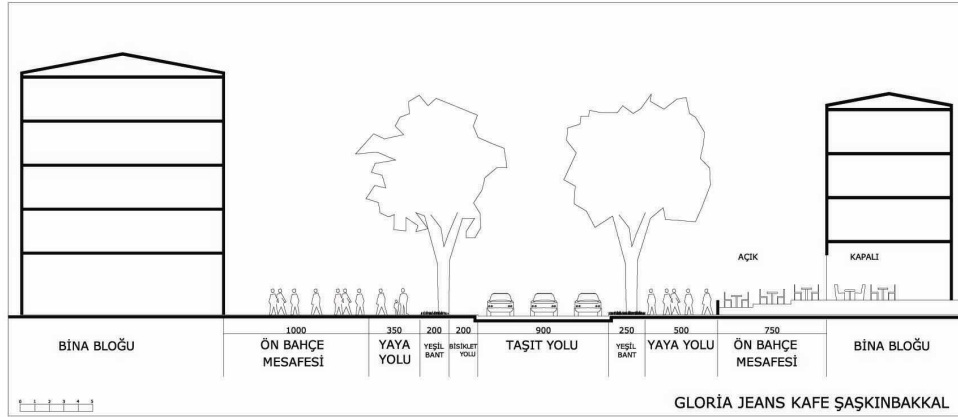 AÇIK
KAPALI
1000
350
200
200
900
250
500
750
BİNA BLOĞU
ÖN BAHÇE
MESAFESİ
YAYA
YOLU
YEŞİL
BANT
BİSİKLET
YOLU
TAŞIT YOLU
YEŞİL
BANT
YAYA YOLU
ÖN BAHÇE
MESAFESİ
BİNA BLOĞU
0 1 2 3 4 5
GLORİA JEANS KAFE ŞAŞKINBAKKAL